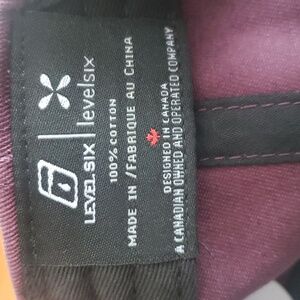 LEVEL SIX | levelsix
100% COTTON
MADE IN / FABRIQUE AU CHINA
DESIGNED IN CANADA
A CANADIAN OWNED AND OPERATED COMPANY